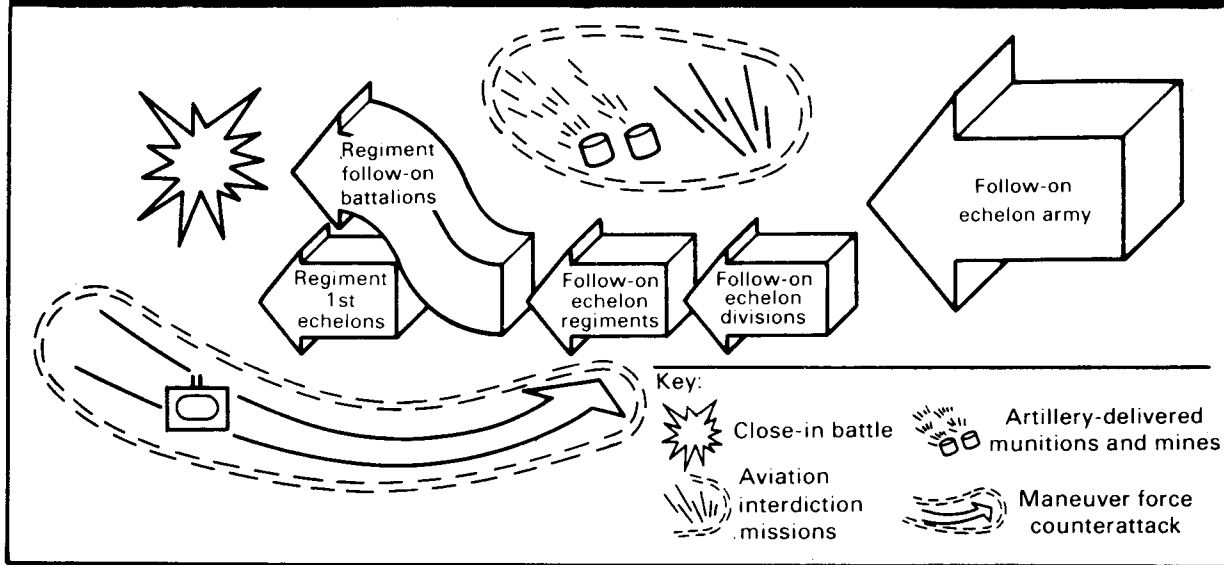 Regiment
follow-on
battalions
Follow-on
echelon army
Regiment
1st
echelons
Follow-on
echelon
regiments
Follow-on
echelon
divisions
Key:
Close-in battle
Artillery-delivered
munitions and mines
Aviation
interdiction
missions
Maneuver force
counterattack